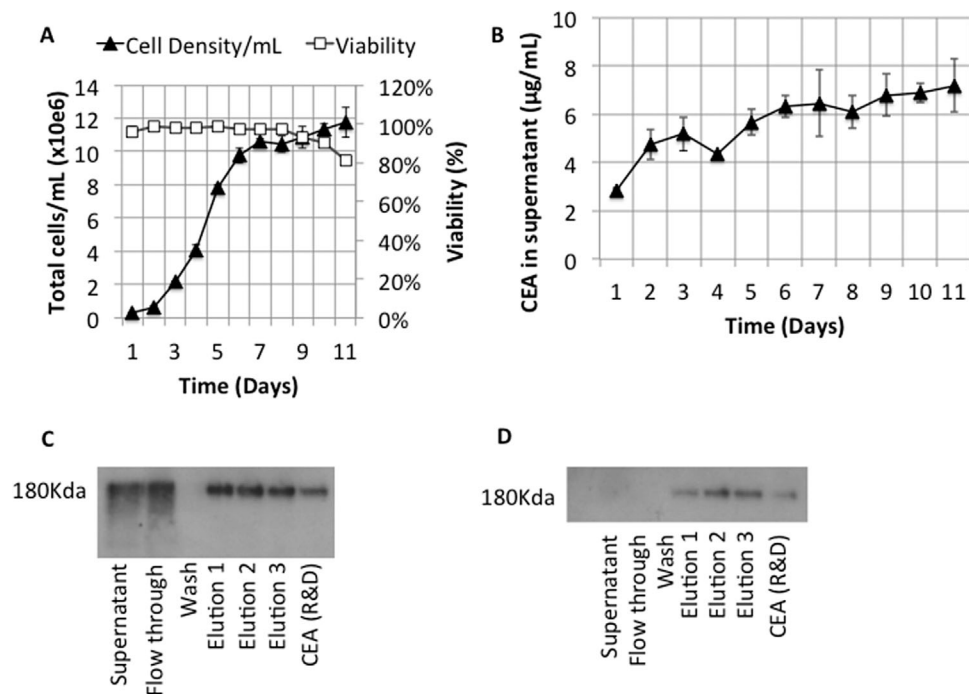 A
Cell Density/mL
Viability
Total cells/mL (x10e6)
14
12
10
8
6
4
2
0
120%
100%
80%
60%
40%
20%
0%
Viability (%)
1 3 5 7 9 11
Time (Days)
B
CEA in supernatant (µg/mL)
10
8
6
4
2
0
1 2 3 4 5 6 7 8 9 10 11
Time (Days)
C
180Kda
Supernatant
Flow through
Wash
Elution 1
Elution 2
Elution 3
CEA (R&D)
D
180Kda
Supernatant
Flow through
Wash
Elution 1
Elution 2
Elution 3
CEA (R&D)